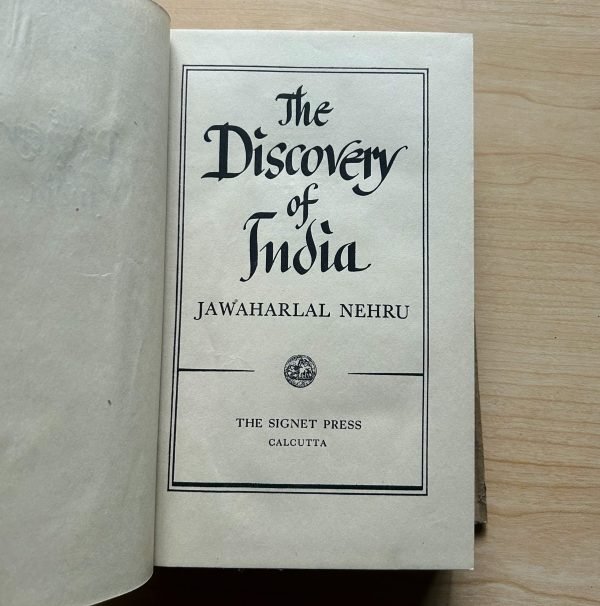 The
Discovery
of
India
JAWAHARLAL NEHRU
THE SIGNET PRESS
CALCUTTA